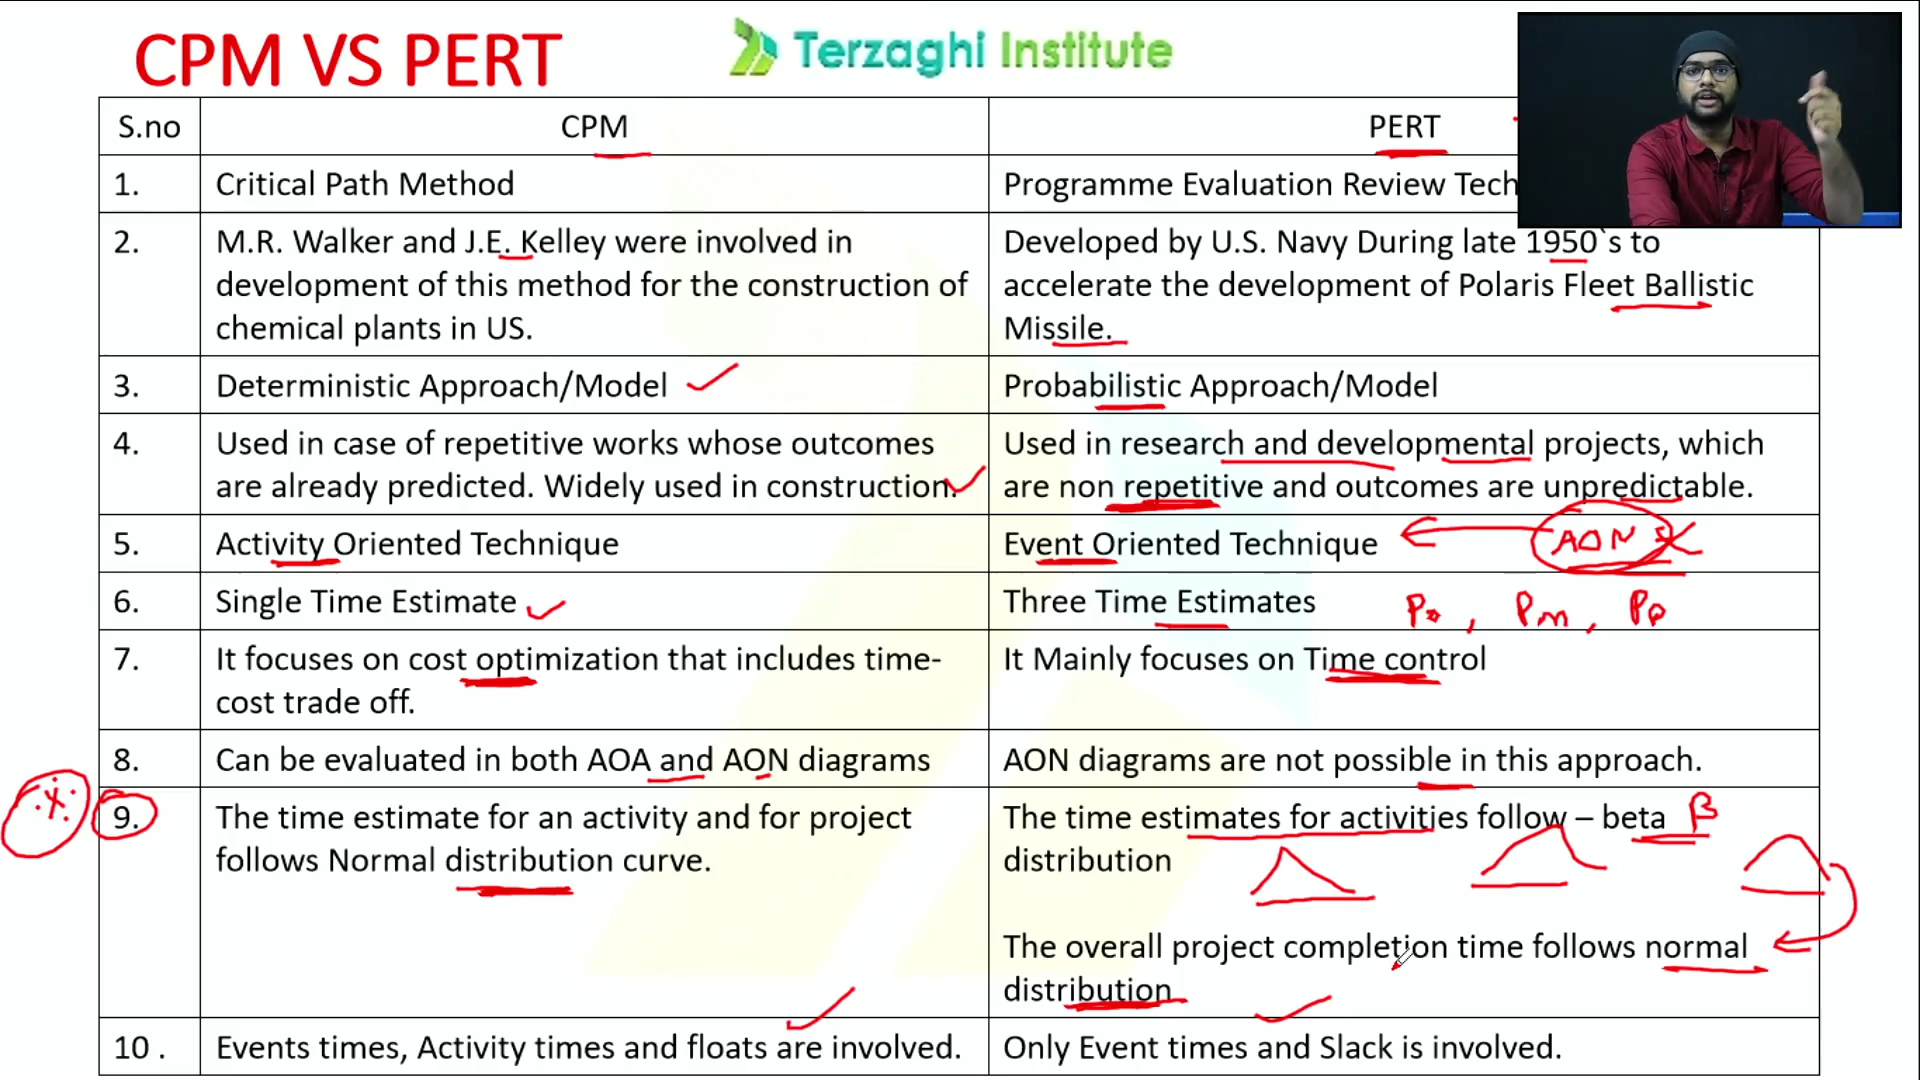 CPM VS PERT
Terzaghi Institute
S.no CPM PERT
1. Critical Path Method Programme Evaluation Review Tech
2. M.R. Walker and J.E. Kelley were involved in
development of this method for the construction of
chemical plants in US.
Developed by U.S. Navy During late 1950`s to
accelerate the development of Polaris Fleet Ballistic
Missile.
3. Deterministic Approach/Model Probabilistic Approach/Model
4. Used in case of repetitive works whose outcomes
are already predicted. Widely used in construction.
Used in research and developmental projects, which
are non repetitive and outcomes are unpredictable.
5. Activity Oriented Technique Event Oriented Technique AON
6. Single Time Estimate Three Time Estimates Po, Pm, PP
7. It focuses on cost optimization that includes time-
cost trade off.
It Mainly focuses on Time control
8. Can be evaluated in both AOA and AON diagrams AON diagrams are not possible in this approach.
9. The time estimate for an activity and for project
follows Normal distribution curve.
The time estimates for activities follow – beta β
distribution
The overall project completion time follows normal
distribution
10 . Events times, Activity times and floats are involved. Only Event times and Slack is involved.